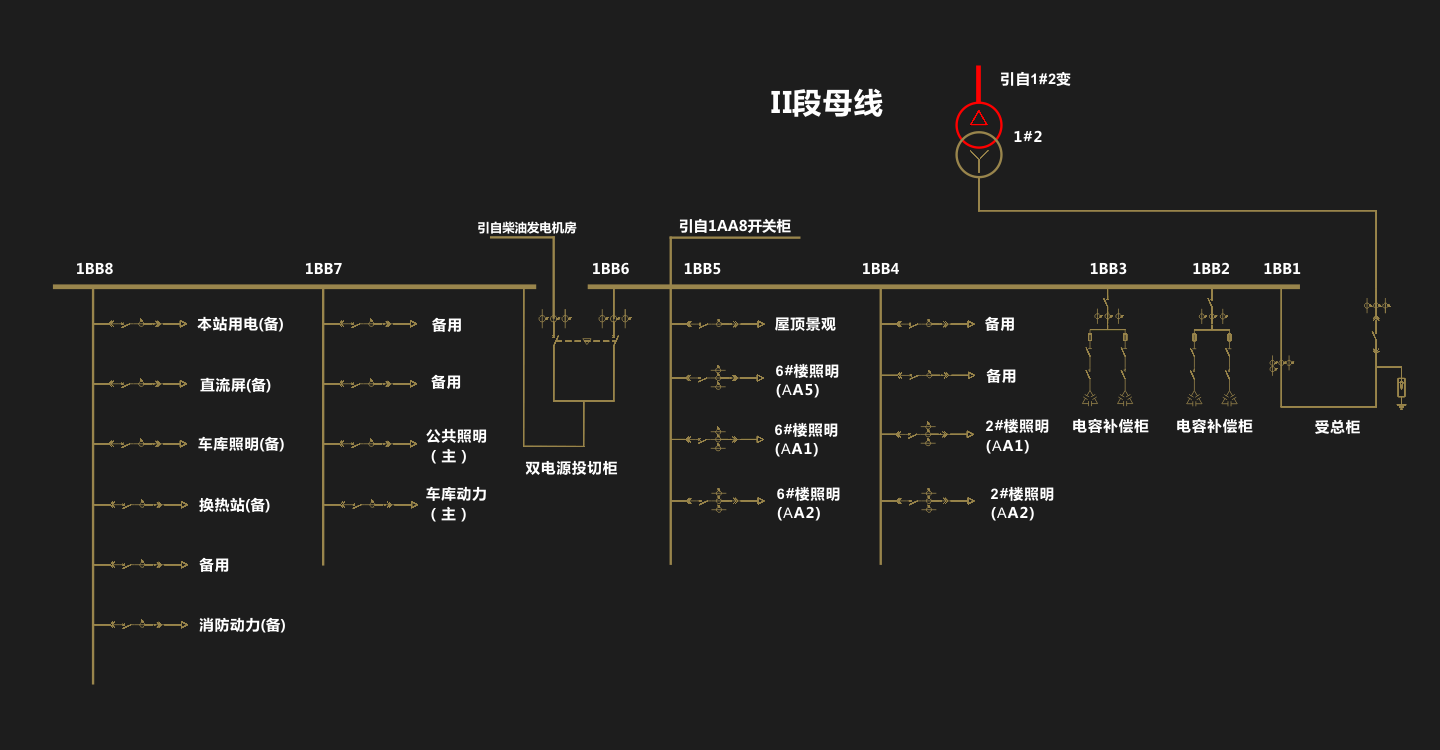 引自1#2变
II段母线
1#2
引自柴油发电机房
引自1AA8开关柜
1BB8
1BB7
1BB6
1BB5
1BB4
1BB3
1BB2
1BB1
本站用电(备)
直流屏(备)
车库照明(备)
换热站(备)
备用
消防动力(备)
备用
备用
公共照明
（主）
车库动力
（主）
双电源投切柜
屋顶景观
6#楼照明
(AA5)
6#楼照明
(AA1)
6#楼照明
(AA2)
备用
备用
2#楼照明
(AA1)
2#楼照明
(AA2)
电容补偿柜
电容补偿柜
受总柜